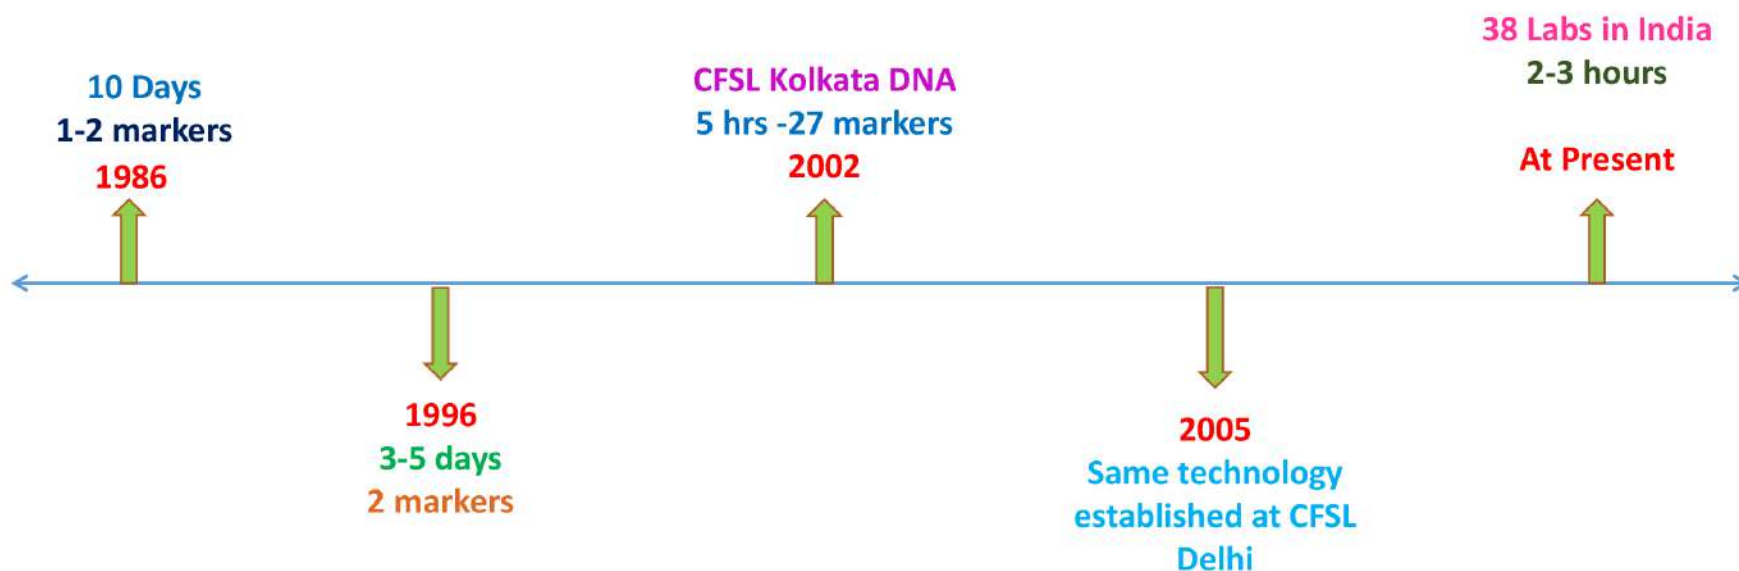 10 Days
1-2 markers
1986
1996
3-5 days
2 markers
CFSL Kolkata DNA
5 hrs -27 markers
2002
2005
Same technology
established at CFSL
Delhi
38 Labs in India
2-3 hours
At Present